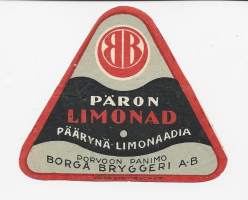 BB
PÄRON
LIMONAD
PÄÄRYNÄ-LIMONAADIA
PORVOON PANIMO
BORGÅ BRYGGERI A-B